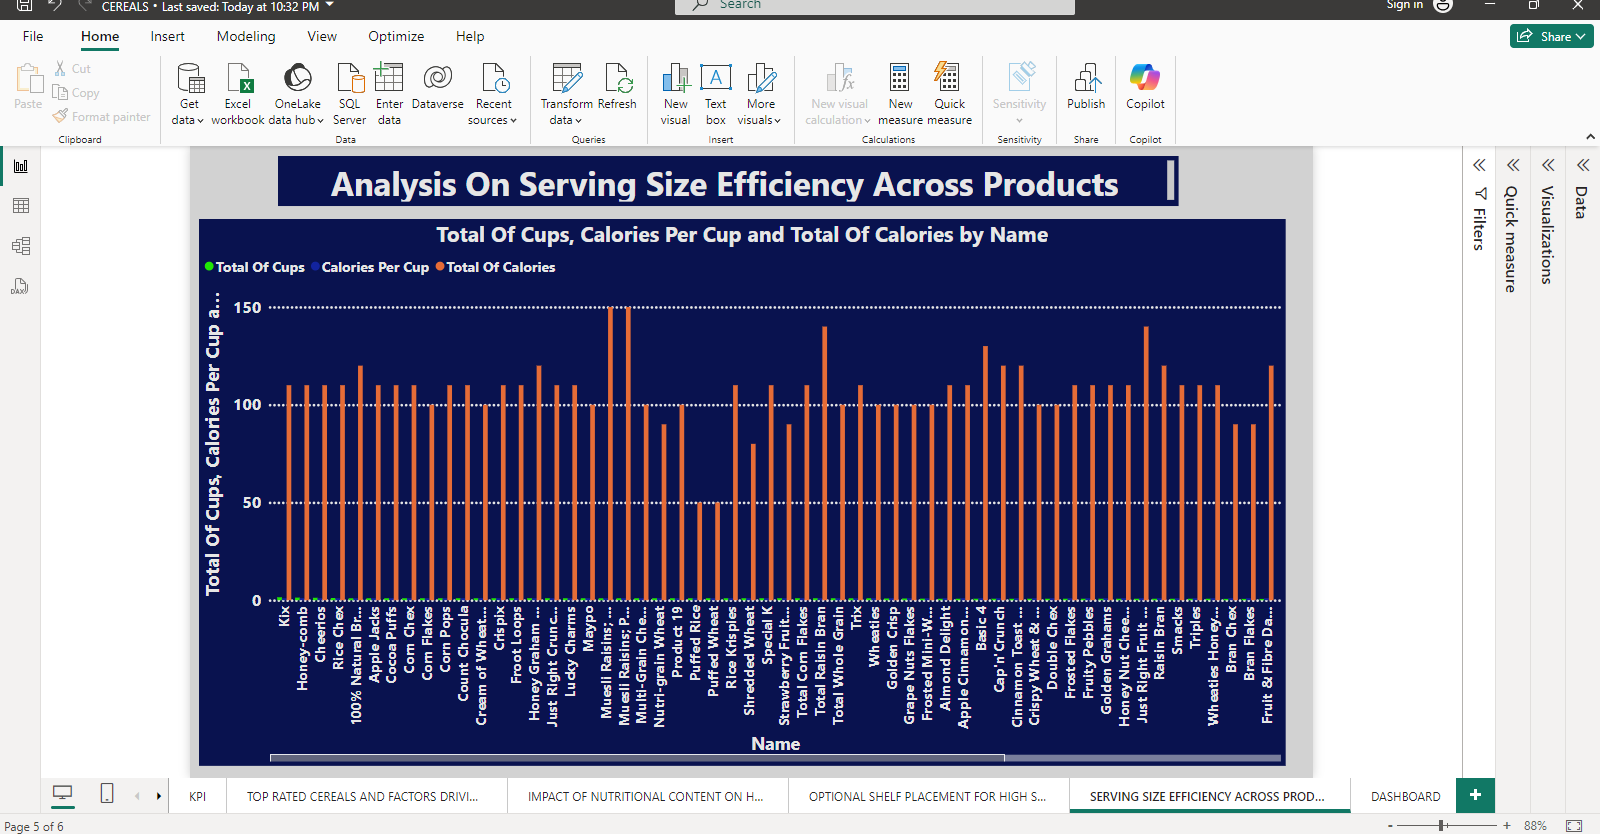 CEREALS • Last saved: Today at 10:32 PM
Search
Sign in
File
Home
Insert
Modeling
View
Optimize
Help
Share
Paste
Cut
Copy
Format painter
Clipboard
Get data
Excel workbook
OneLake data hub
SQL Server
Enter data
Dataverse
Recent sources
Data
Transform data
Refresh
Queries
New visual
Text box
More visuals
Insert
New visual calculation
New measure
Quick measure
Calculations
Sensitivity
Sensitivity
Publish
Share
Copilot
Copilot
DAX
Analysis On Serving Size Efficiency Across Products
Total Of Cups, Calories Per Cup and Total Of Calories by Name
Total Of Cups
Calories Per Cup
Total Of Calories
Total Of Cups, Calories Per Cup a...
150
100
50
0
Kix
Honey-comb
Cheerios
Rice Chex
100% Natural Br...
Apple Jacks
Cocoa Puffs
Corn Chex
Corn Flakes
Corn Pops
Count Chocula
Cream of Wheat...
Crispix
Froot Loops
Honey Graham ...
Just Right Crunc...
Lucky Charms
Maypo
Muesli Raisins; ...
Muesli Raisins; P...
Multi-Grain Che...
Nutri-grain Wheat
Product 19
Puffed Rice
Puffed Wheat
Rice Krispies
Shredded Wheat
Special K
Strawberry Fruit...
Total Corn Flakes
Total Raisin Bran
Total Whole Grain
Trix
Wheaties
Golden Crisp
Grape Nuts Flakes
Frosted Mini-W...
Almond Delight
Apple Cinnamon...
Basic 4
Cap'n'Crunch
Cinnamon Toast ...
Crispy Wheat & ...
Double Chex
Frosted Flakes
Fruity Pebbles
Golden Grahams
Honey Nut Chee...
Just Right Fruit ...
Raisin Bran
Smacks
Triples
Wheaties Honey...
Bran Chex
Bran Flakes
Fruit & Fibre Da...
Name
Filters
Quick measure
Visualizations
Data
KPI
TOP RATED CEREALS AND FACTORS DRIVI...
IMPACT OF NUTRITIONAL CONTENT ON H...
OPTIONAL SHELF PLACEMENT FOR HIGH S...
SERVING SIZE EFFICIENCY ACROSS PROD...
DASHBOARD
+
Page 5 of 6
- + 88%